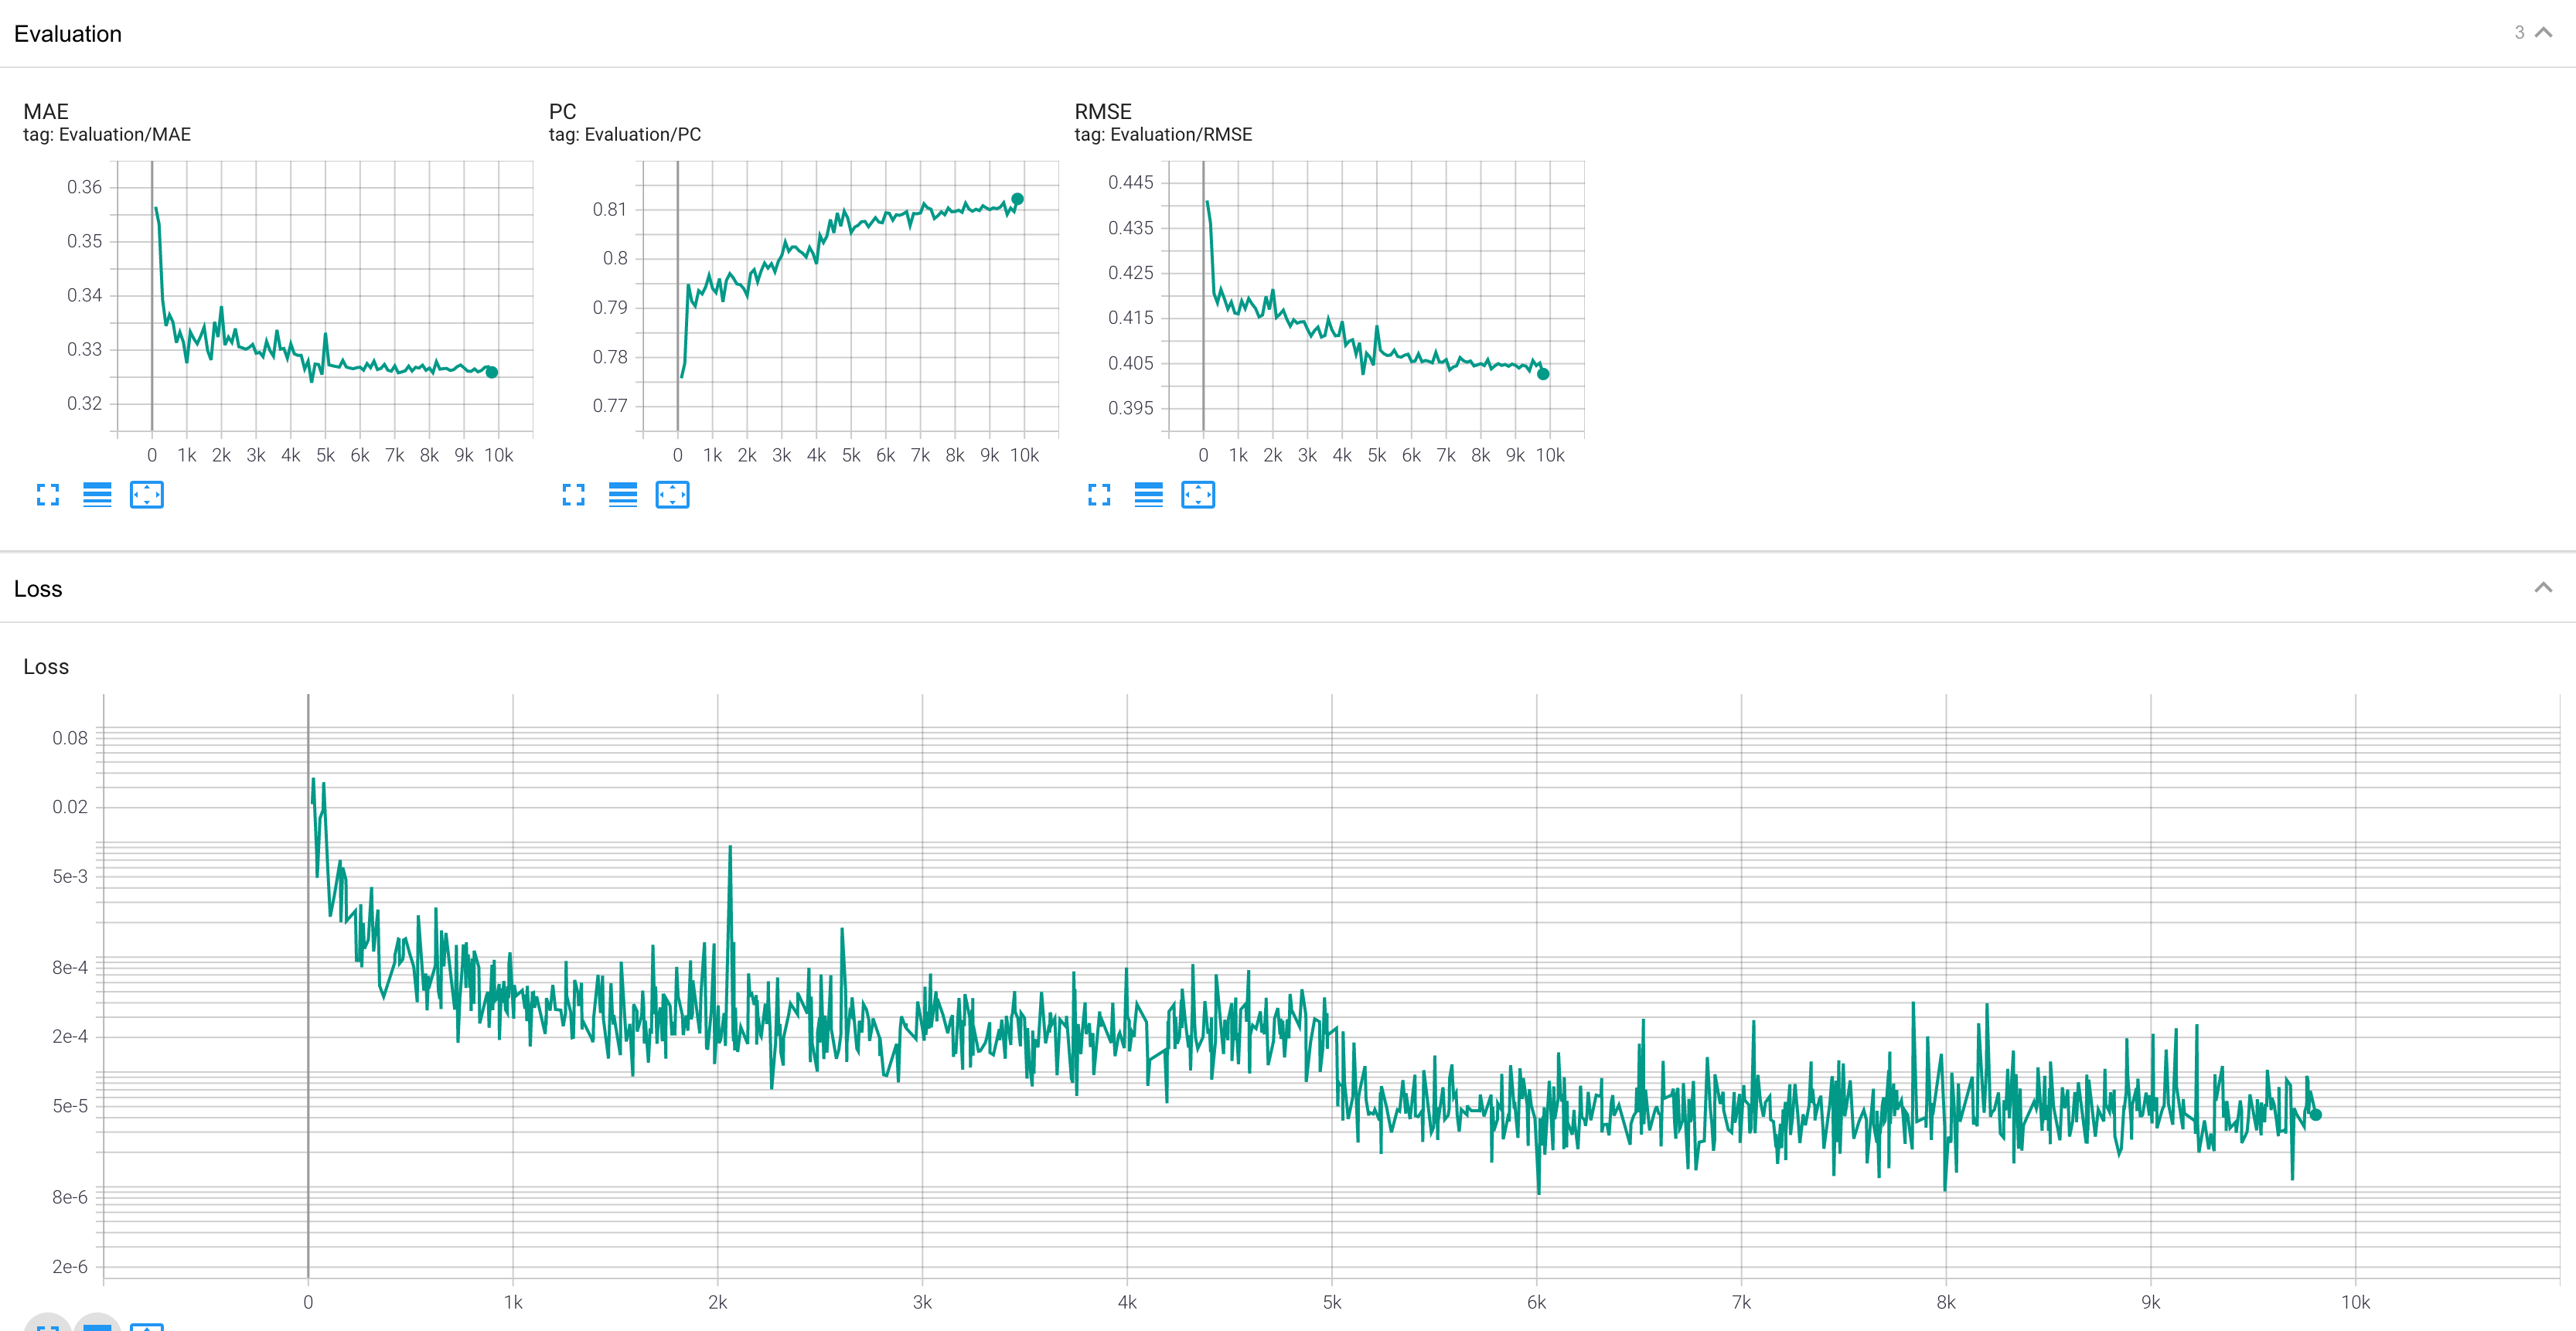 Evaluation
3
MAE
tag: Evaluation/MAE
0.36
0.35
0.34
0.33
0.32
0 1k 2k 3k 4k 5k 6k 7k 8k 9k 10k
PC
tag: Evaluation/PC
0.81
0.8
0.79
0.78
0.77
0 1k 2k 3k 4k 5k 6k 7k 8k 9k 10k
RMSE
tag: Evaluation/RMSE
0.445
0.435
0.425
0.415
0.405
0.395
0 1k 2k 3k 4k 5k 6k 7k 8k 9k 10k
Loss
Loss
0.08
0.02
5e-3
8e-4
2e-4
5e-5
8e-6
2e-6
0 1k 2k 3k 4k 5k 6k 7k 8k 9k 10k